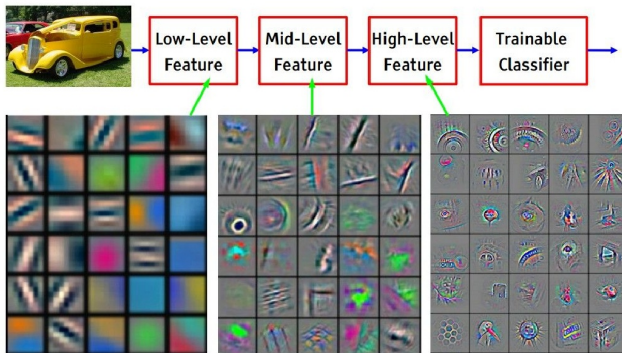 Low-Level
Feature
Mid-Level
Feature
High-Level
Feature
Trainable
Classifier